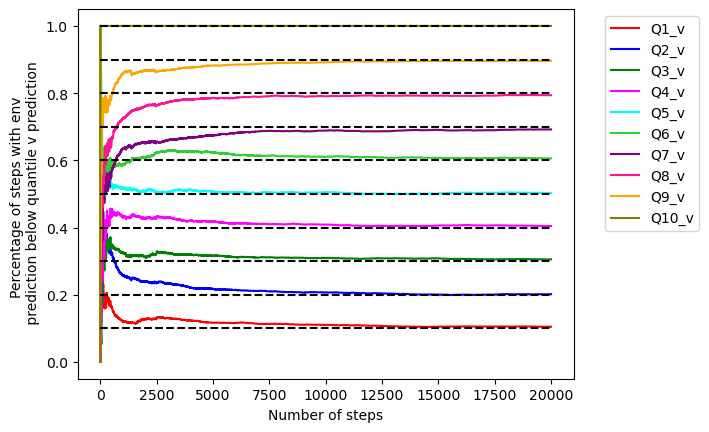 Percentage of steps with env
prediction below quantile v prediction
1.0
0.8
0.6
0.4
0.2
0.0
0
2500
5000
7500
10000
12500
15000
17500
20000
Number of steps
Q1_v
Q2_v
Q3_v
Q4_v
Q5_v
Q6_v
Q7_v
Q8_v
Q9_v
Q10_v